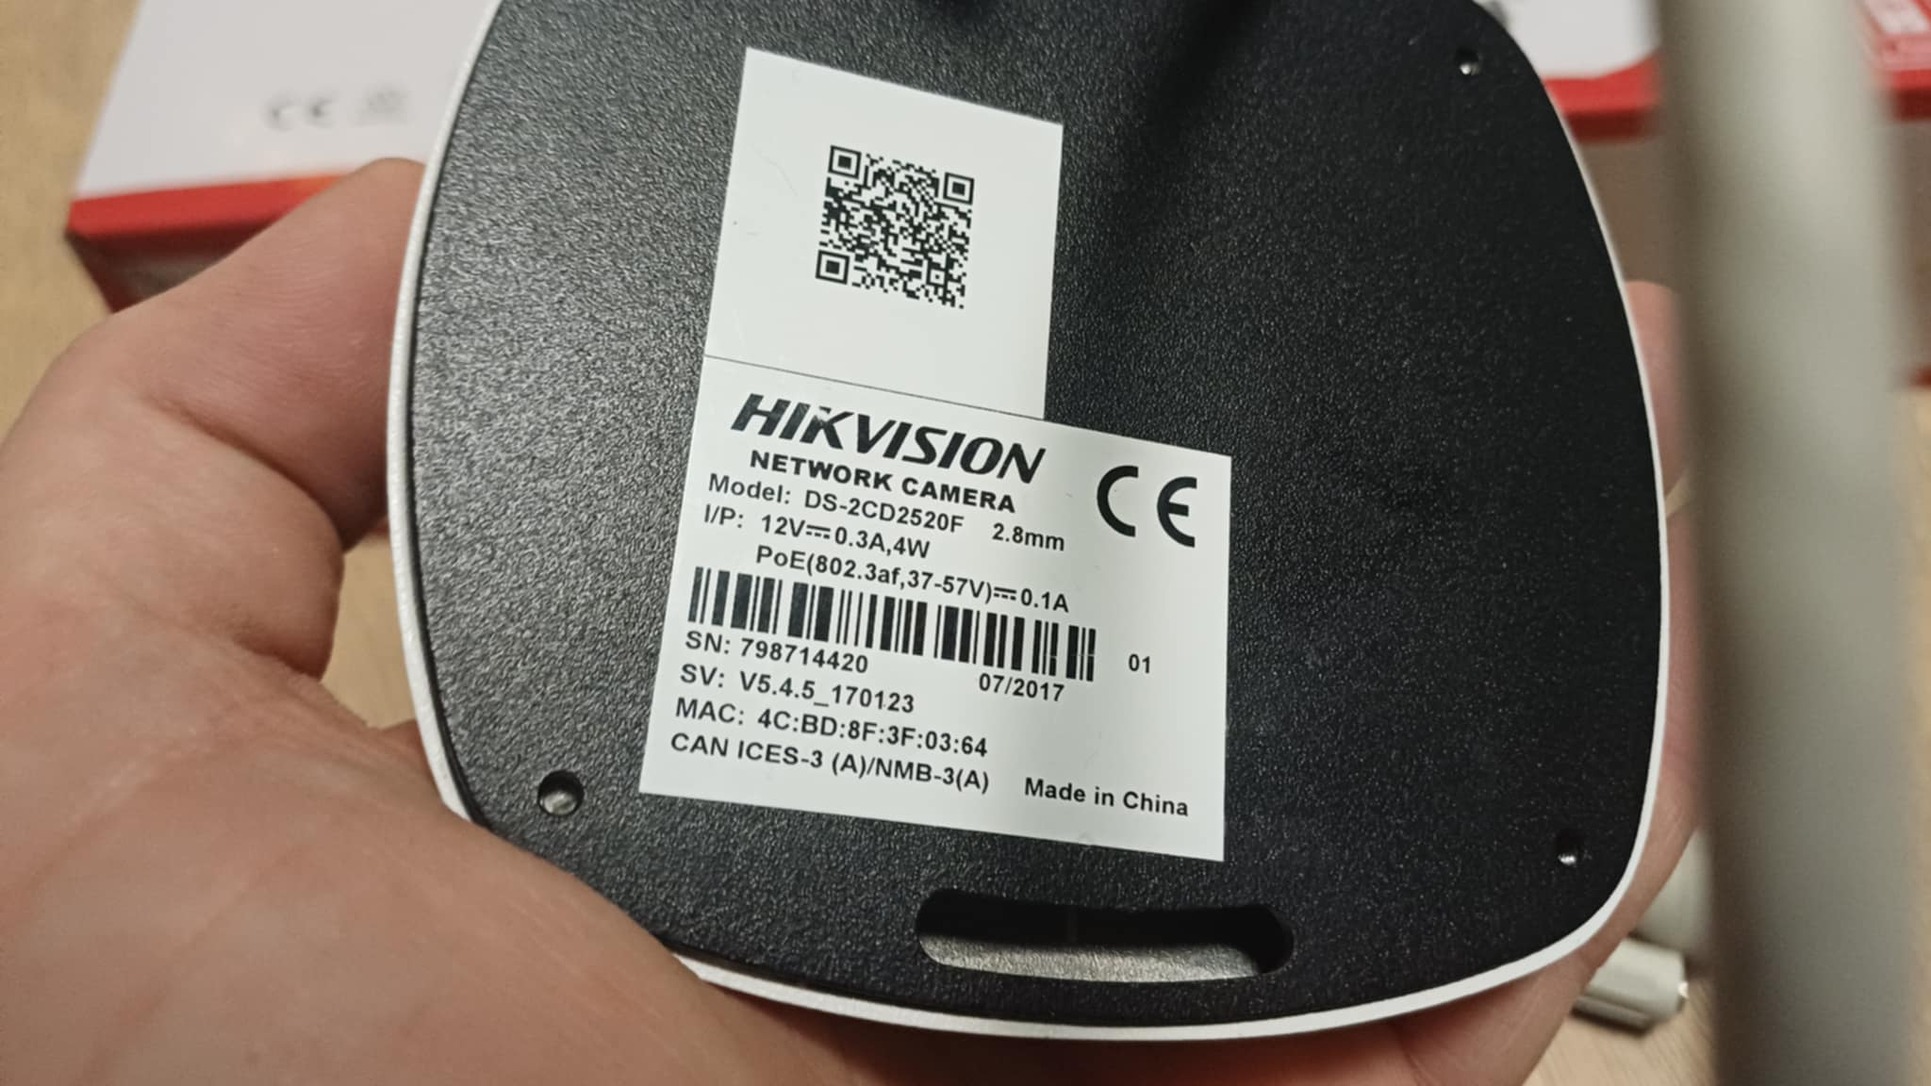 HIKVISION
NETWORK CAMERA
CE
Model: DS-2CD2520F 2.8mm
I/P: 12V⎓0.3A,4W
PoE(802.3af,37-57V)⎓0.1A
01
SN: 798714420 07/2017
SV: V5.4.5_170123
MAC: 4C:BD:8F:3F:03:64
CAN ICES-3 (A)/NMB-3(A) Made in China
CE